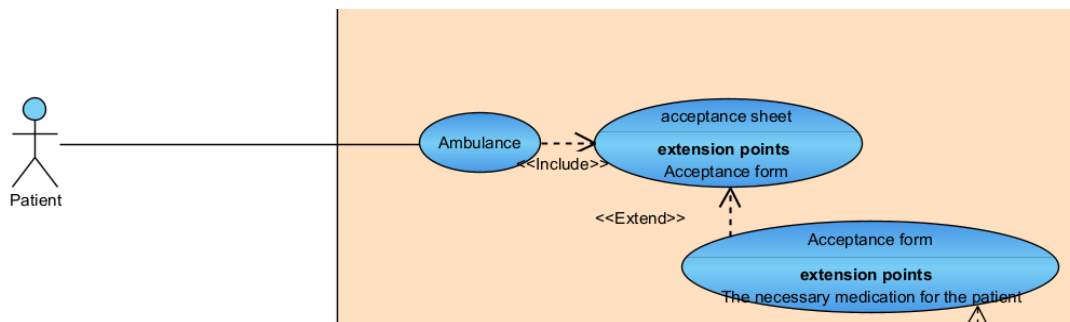 Patient
Ambulance
<<Include>>
acceptance sheet
extension points
Acceptance form
<<Extend>>
Acceptance form
extension points
The necessary medication for the patient